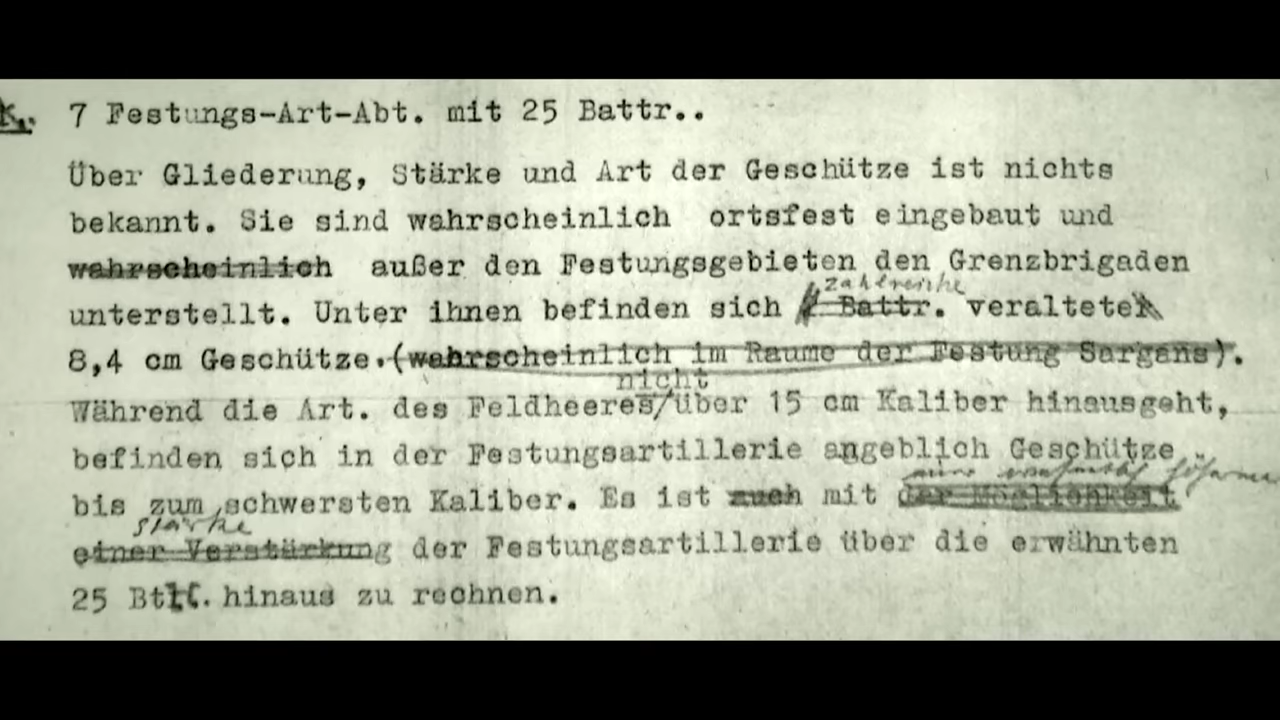 K.
7 Festungs-Art-Abt. mit 25 Battr..
Über Gliederung, Stärke und Art der Geschütze ist nichts
bekannt. Sie sind wahrscheinlich ortsfest eingebaut und
wahrscheinlich außer den Festungsgebieten den Grenzbrigaden
zahlreiche
unterstellt. Unter ihnen befinden sich Battr. veraltete
8,4 cm Geschütze.(wahrscheinlich im Raume der Festung Sargans).
nicht
Während die Art. des Feldheeres/über 15 cm Kaliber hinausgeht,
befinden sich in der Festungsartillerie angeblich Geschütze
bis zum schwersten Kaliber. Es ist auch mit der Möglichkeit
stärke
einer Verstärkung der Festungsartillerie über die erwähnten
25 hinaus zu rechnen.